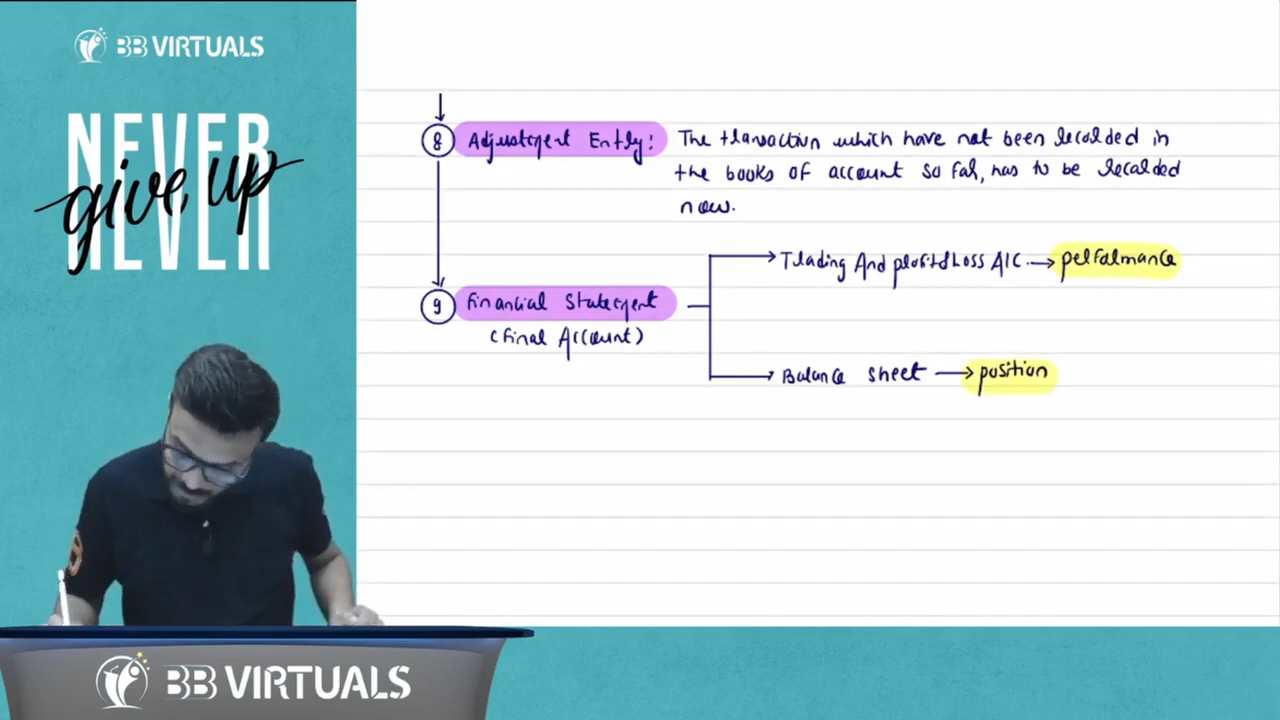 BB VIRTUALS
NEVER
give up
NEVER
8 Adjustment Entry: The transaction which have not been recorded in
the books of account so far, has to be recorded
now.
Trading And profit & Loss A/C. → performance
9 Financial Statement
(Final Account)
Balance sheet → position
BB VIRTUALS